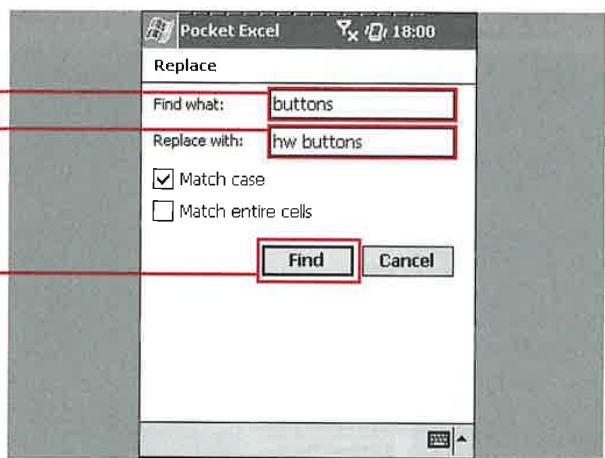 Pocket Excel 18:00
Replace
Find what: buttons
Replace with: hw buttons
Match case
Match entire cells
Find Cancel